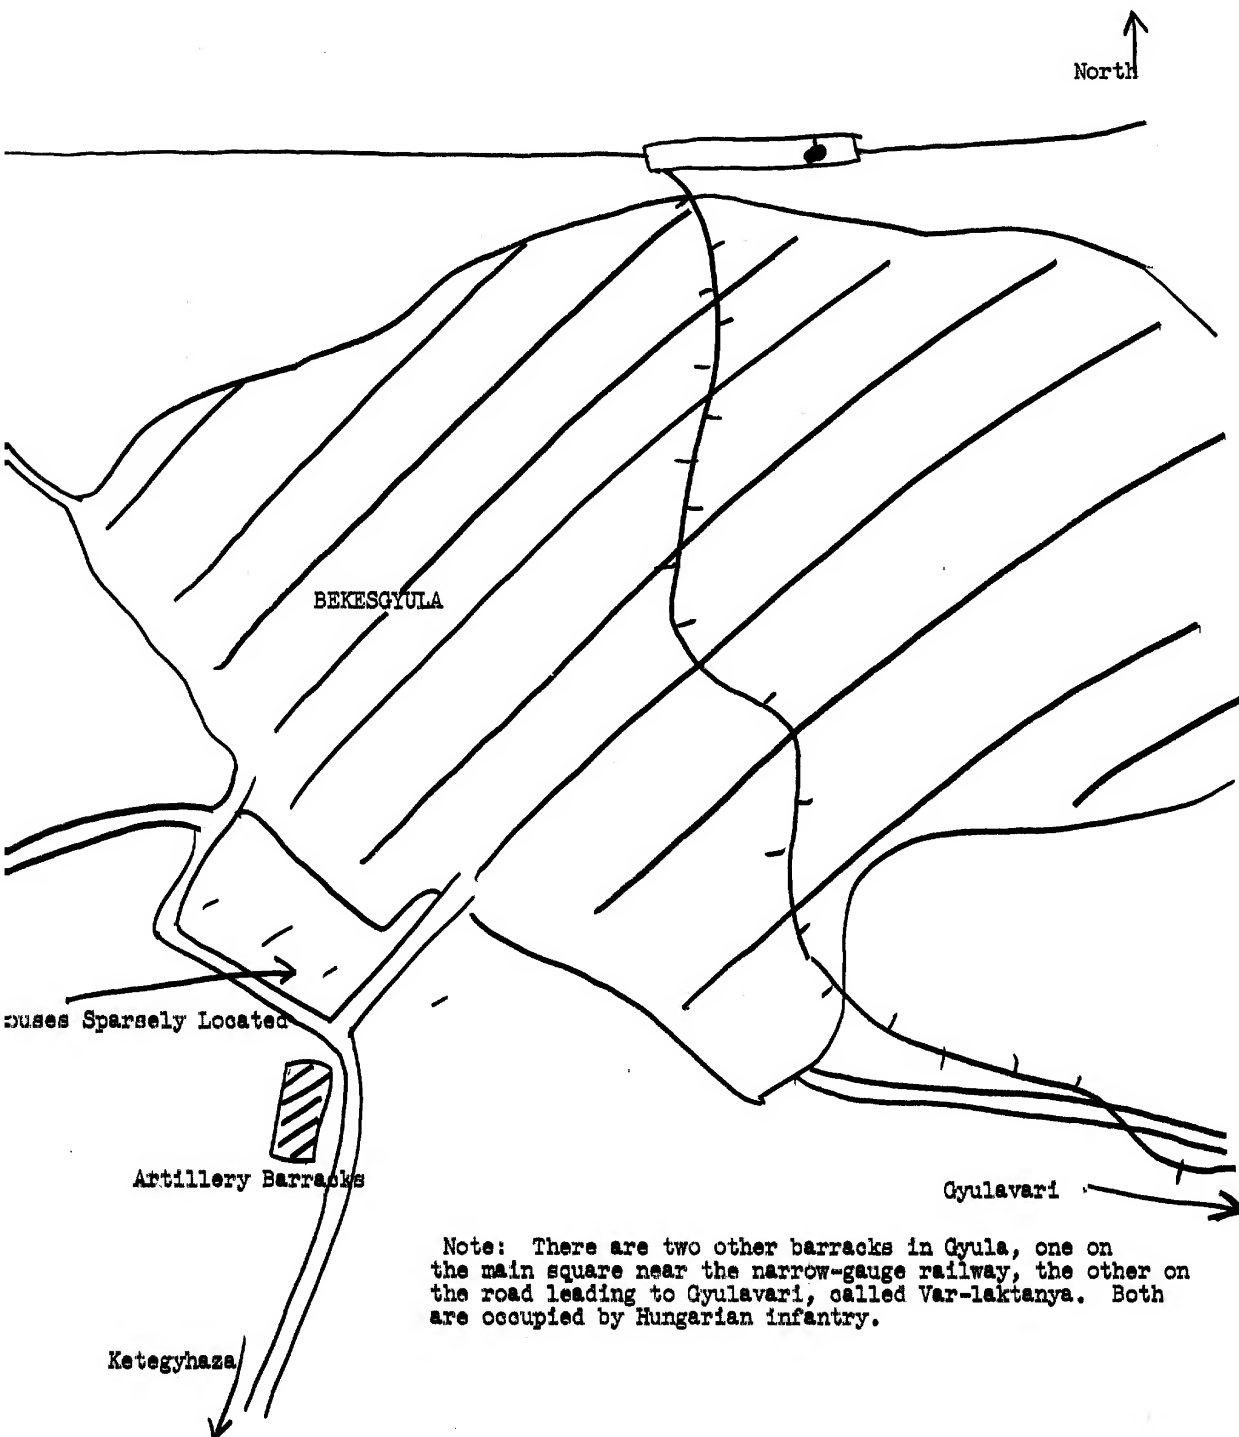 North
BEKESGYULA
Sparsely Located
Artillery Barracks
Gyulavari
Note: There are two other barracks in Gyula, one on
the main square near the narrow-gauge railway, the other on
the road leading to Gyulavari, called Var-laktanya. Both
are occupied by Hungarian infantry.
Ketegyhaza